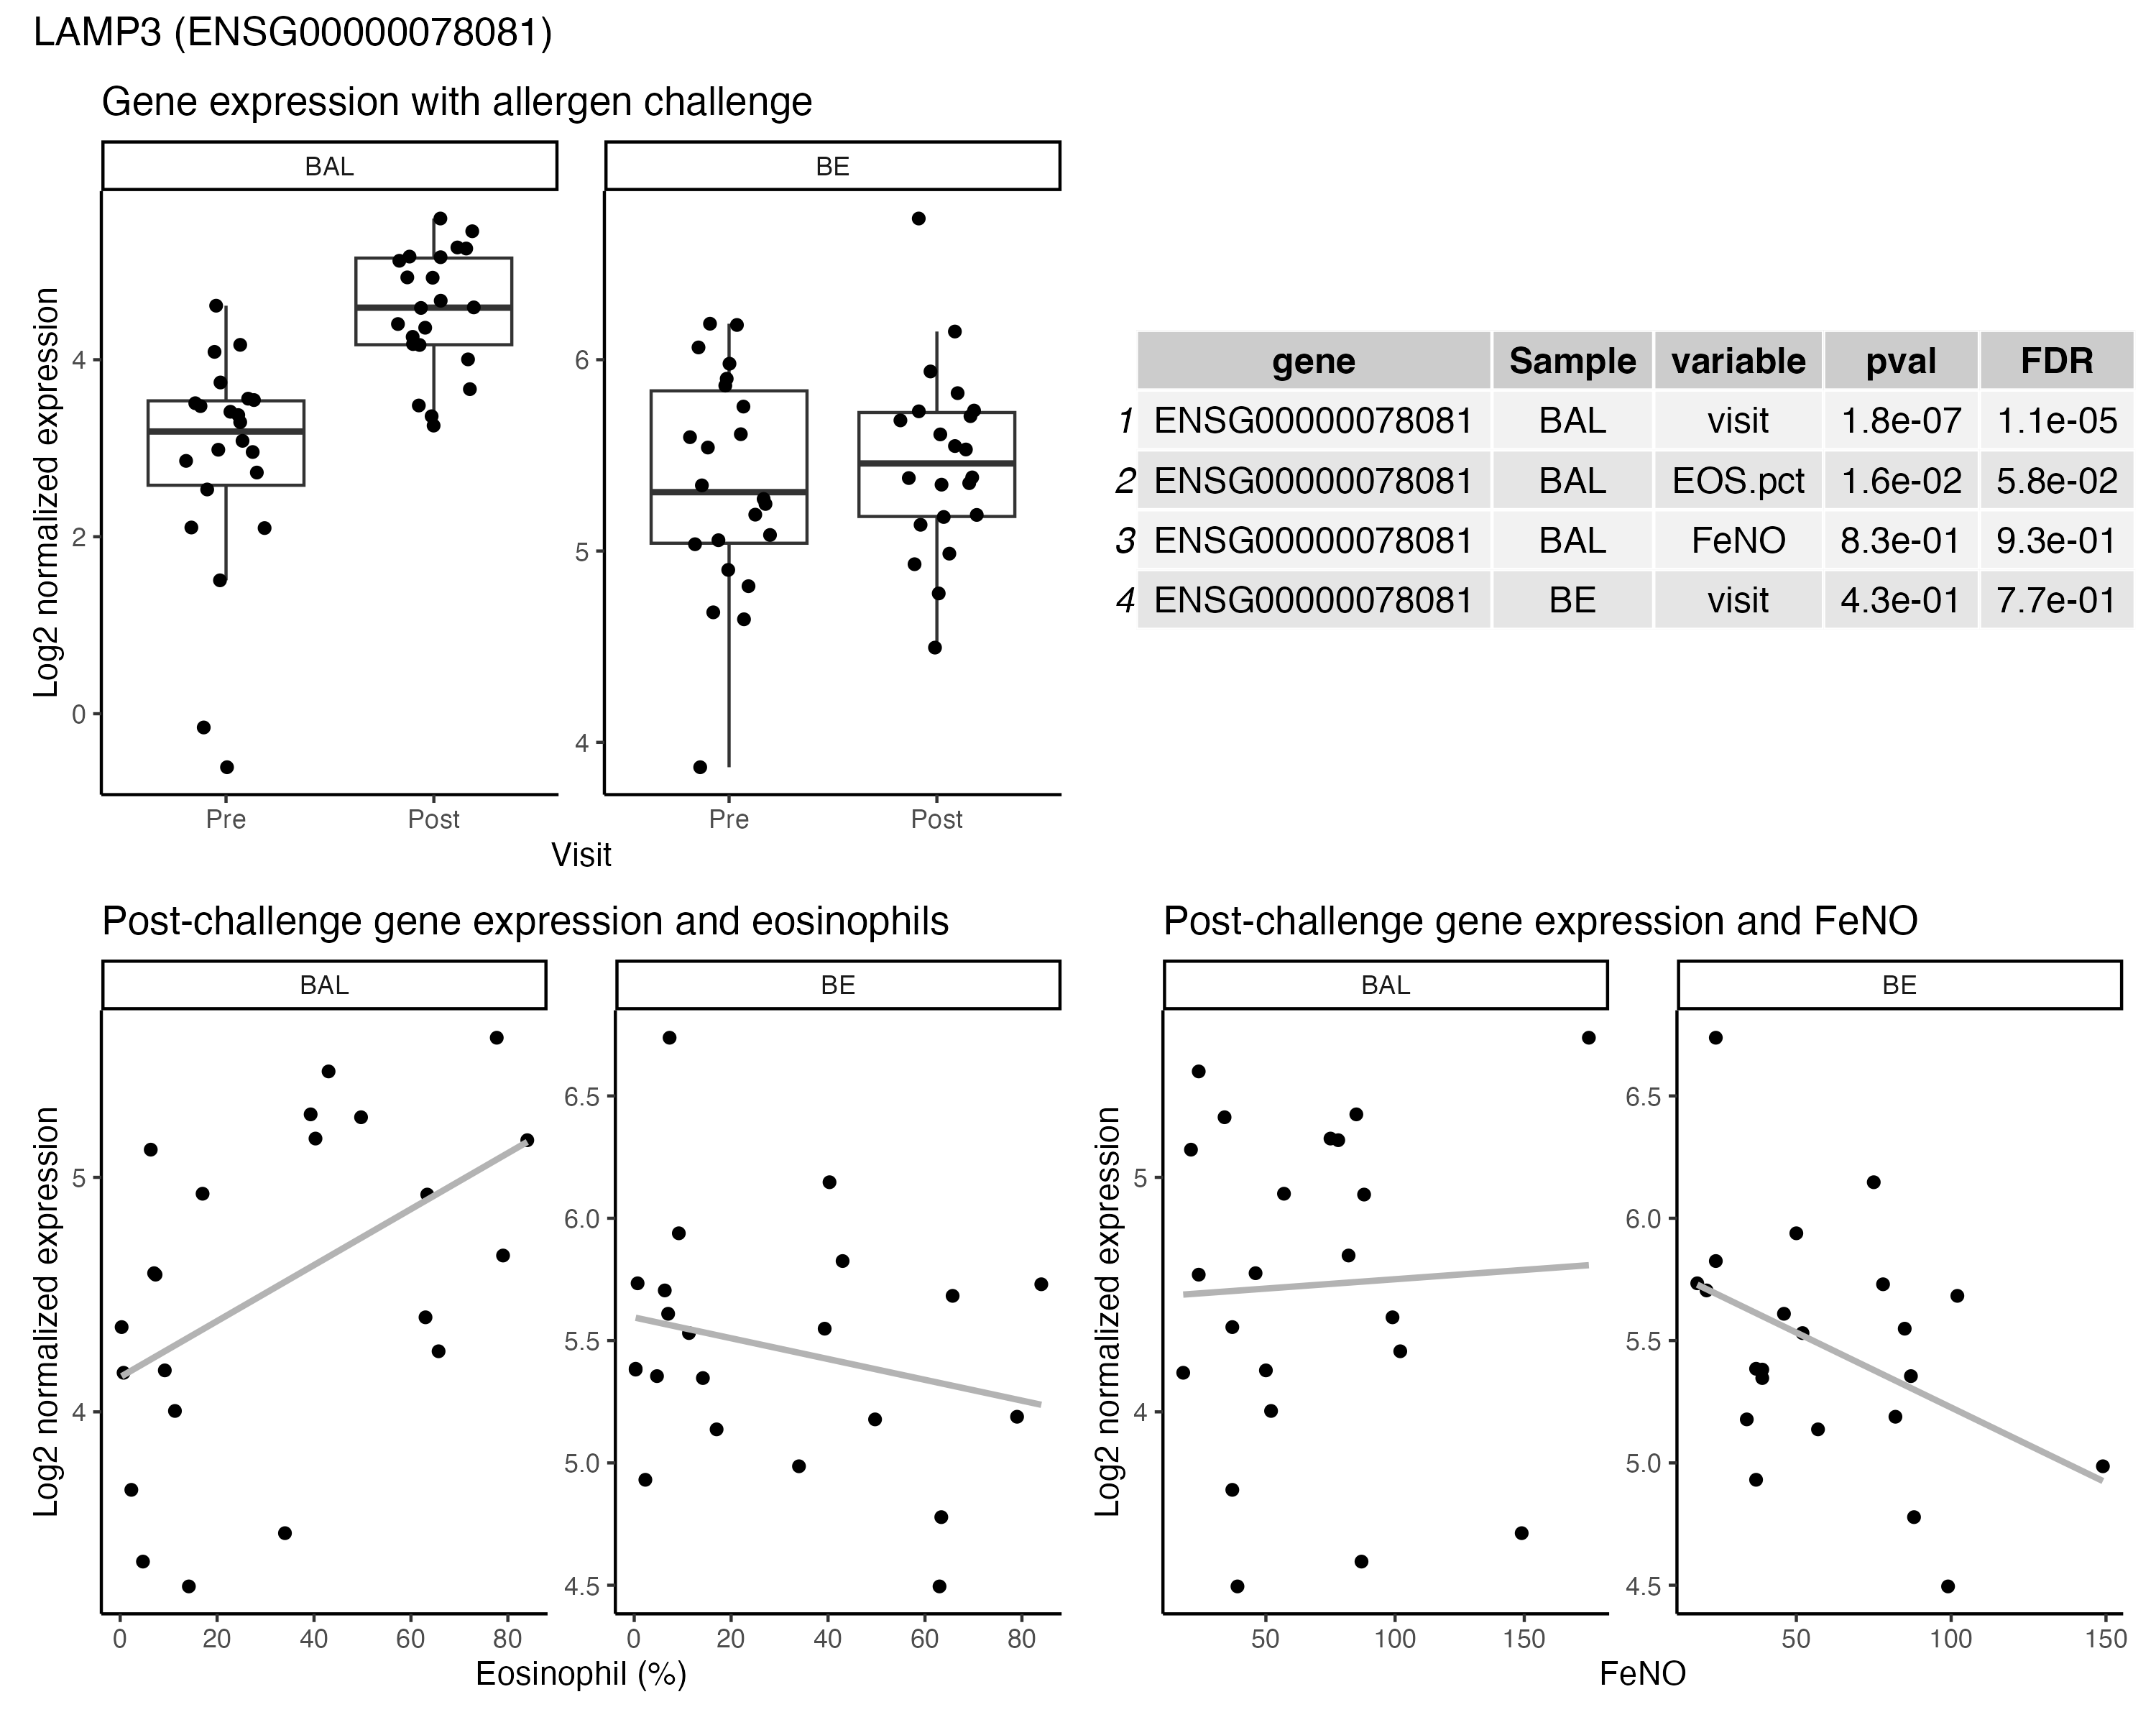 LAMP3 (ENSG00000078081)
Gene expression with allergen challenge
BAL
BE
Log2 normalized expression
4
2
0
6
5
4
Pre
Post
Pre
Post
Visit
gene Sample variable pval FDR
1 ENSG00000078081 BAL visit 1.8e-07 1.1e-05
2 ENSG00000078081 BAL EOS.pct 1.6e-02 5.8e-02
3 ENSG00000078081 BAL FeNO 8.3e-01 9.3e-01
4 ENSG00000078081 BE visit 4.3e-01 7.7e-01
Post-challenge gene expression and eosinophils
BAL
BE
Log2 normalized expression
5
4
6.5
6.0
5.5
5.0
4.5
0 20 40 60 80
0 20 40 60 80
Eosinophil (%)
Post-challenge gene expression and FeNO
BAL
BE
Log2 normalized expression
5
4
6.5
6.0
5.5
5.0
4.5
50 100 150
50 100 150
FeNO